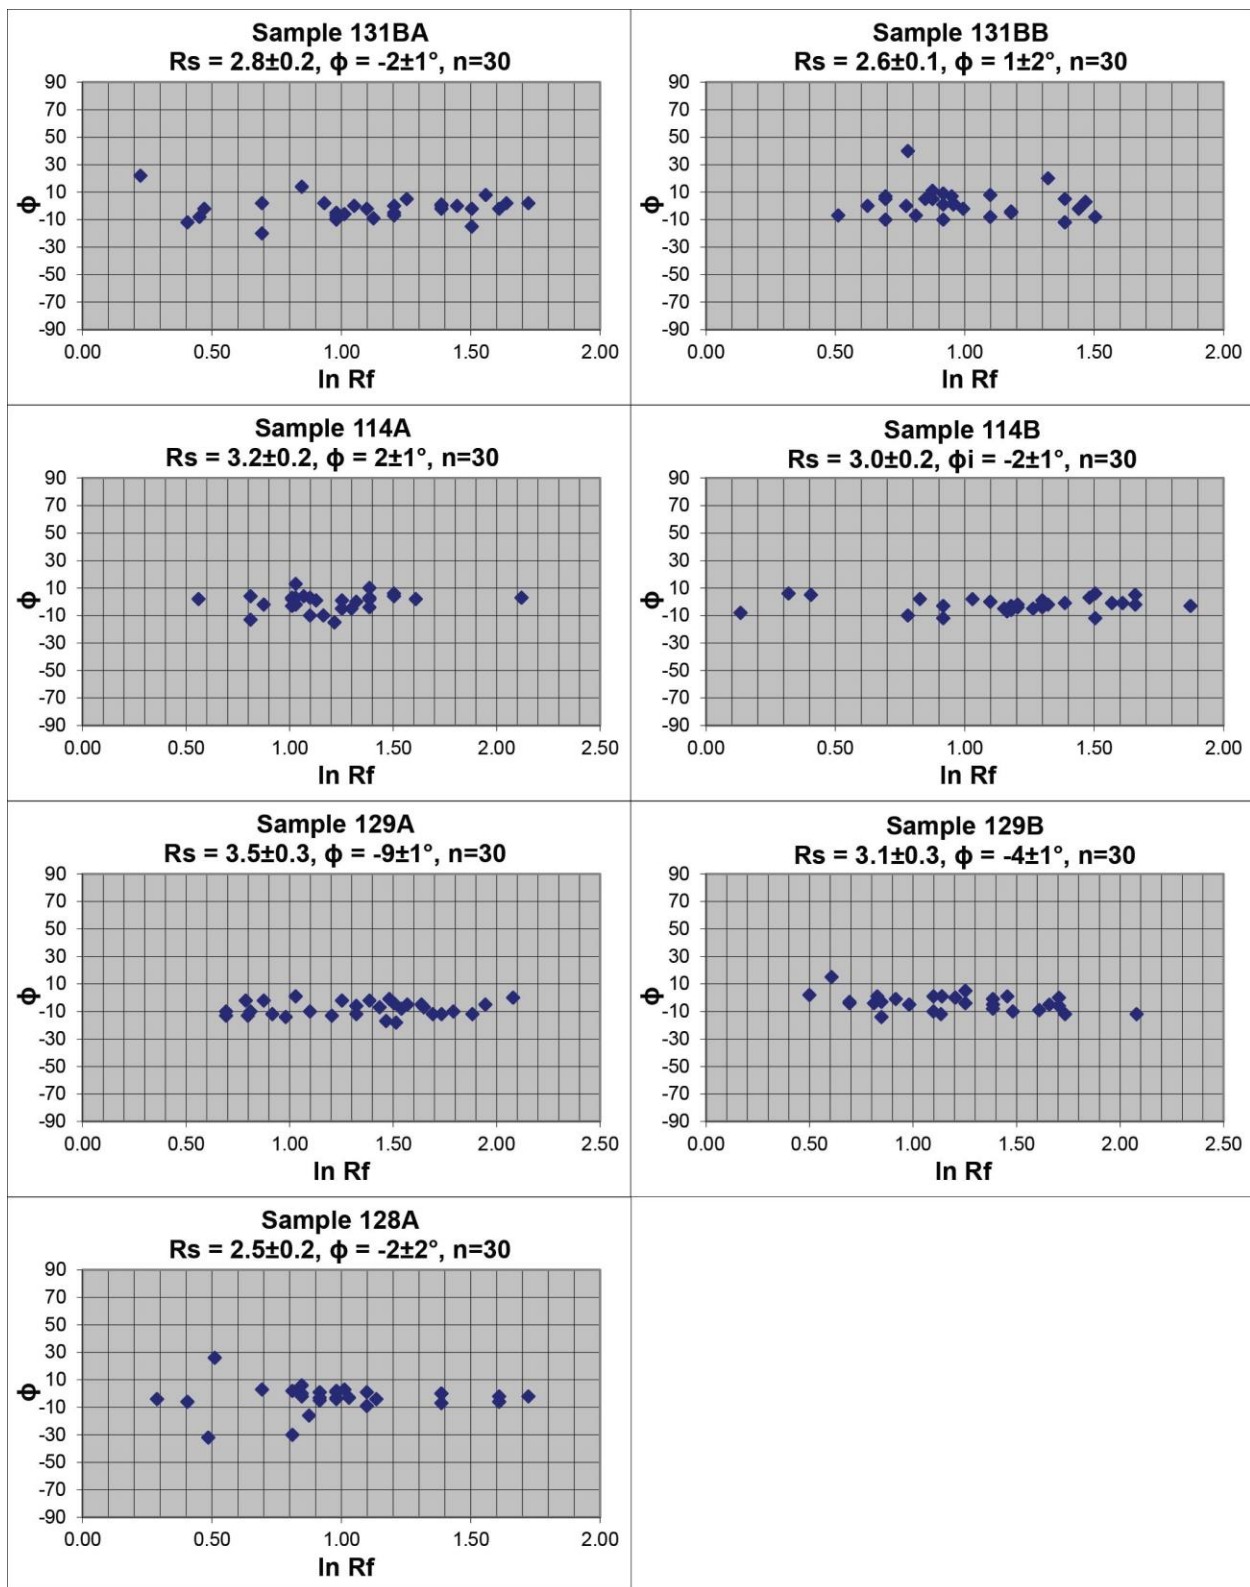 Sample 131BA
Rs = 2.8±0.2, ϕ = -2±1°, n=30
90
70
50
30
10
-10
-30
-50
-70
-90
ϕ
0.00 0.50 1.00 1.50 2.00
ln Rf
Sample 131BB
Rs = 2.6±0.1, ϕ = 1±2°, n=30
90
70
50
30
10
-10
-30
-50
-70
-90
ϕ
0.00 0.50 1.00 1.50 2.00
ln Rf
Sample 114A
Rs = 3.2±0.2, ϕ = 2±1°, n=30
90
70
50
30
10
-10
-30
-50
-70
-90
ϕ
0.00 0.50 1.00 1.50 2.00 2.50
ln Rf
Sample 114B
Rs = 3.0±0.2, ϕi = -2±1°, n=30
90
70
50
30
10
-10
-30
-50
-70
-90
ϕ
0.00 0.50 1.00 1.50 2.00
ln Rf
Sample 129A
Rs = 3.5±0.3, ϕ = -9±1°, n=30
90
70
50
30
10
-10
-30
-50
-70
-90
ϕ
0.00 0.50 1.00 1.50 2.00 2.50
ln Rf
Sample 129B
Rs = 3.1±0.3, ϕ = -4±1°, n=30
90
70
50
30
10
-10
-30
-50
-70
-90
ϕ
0.00 0.50 1.00 1.50 2.00 2.50
ln Rf
Sample 128A
Rs = 2.5±0.2, ϕ = -2±2°, n=30
90
70
50
30
10
-10
-30
-50
-70
-90
ϕ
0.00 0.50 1.00 1.50 2.00
ln Rf